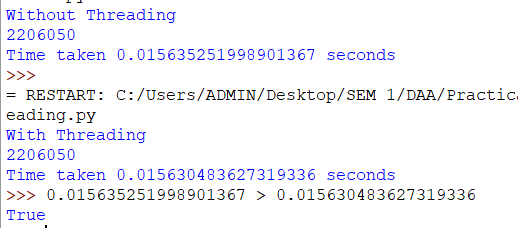 Without Threading
2206050
Time taken 0.015635251998901367 seconds
>>>
= RESTART: C:/Users/ADMIN/Desktop/SEM 1/DAA/Practic
eading.py
With Threading
2206050
Time taken 0.015630483627319336 seconds
>>> 0.015635251998901367 > 0.015630483627319336
True